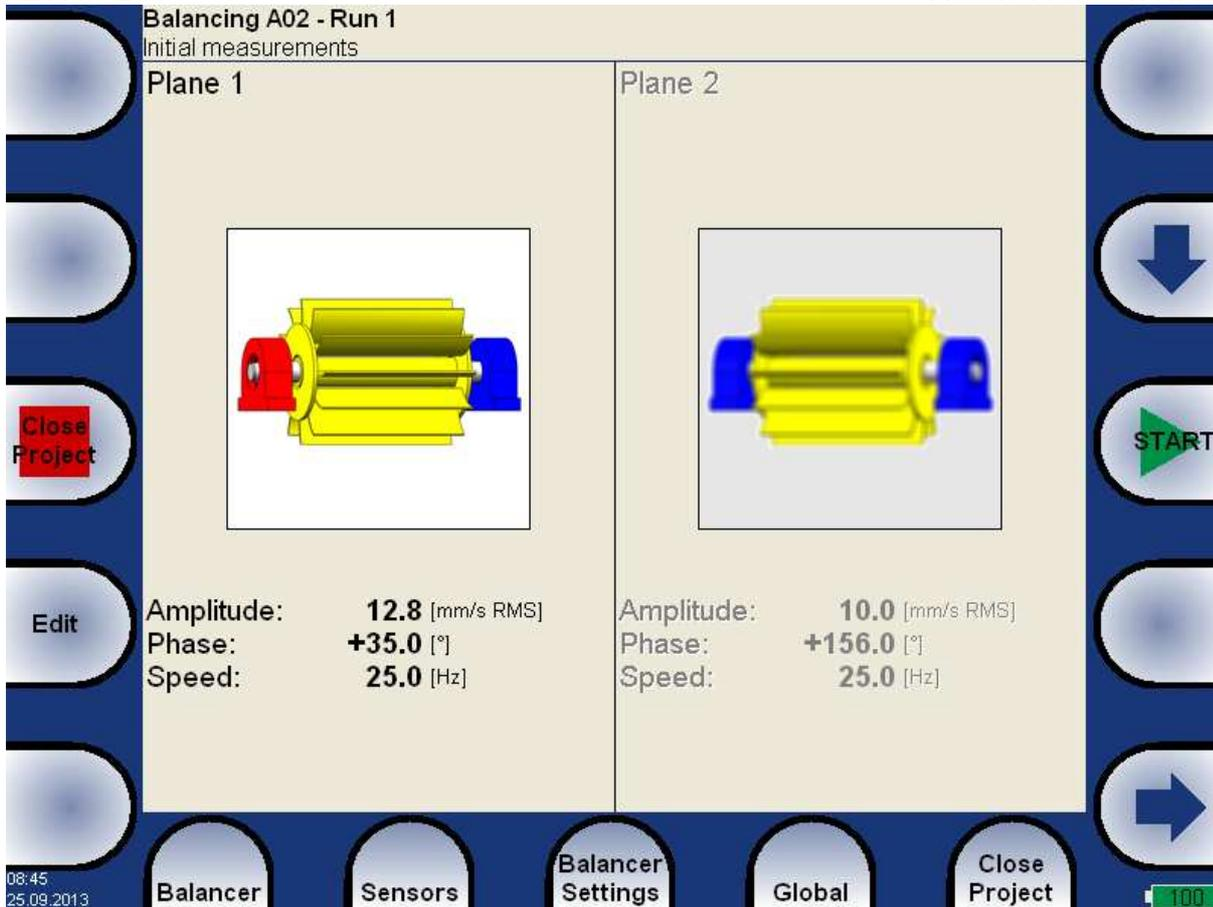 Balancing A02 - Run 1
Initial measurements
Plane 1
Plane 2
Amplitude: 12.8 [mm/s RMS]
Phase: +35.0 [°]
Speed: 25.0 [Hz]
Amplitude: 10.0 [mm/s RMS]
Phase: +156.0 [°]
Speed: 25.0 [Hz]
Close
Project
Edit
START
Balancer
Sensors
Balancer
Settings
Global
Close
Project
08:45
25.09.2013
100